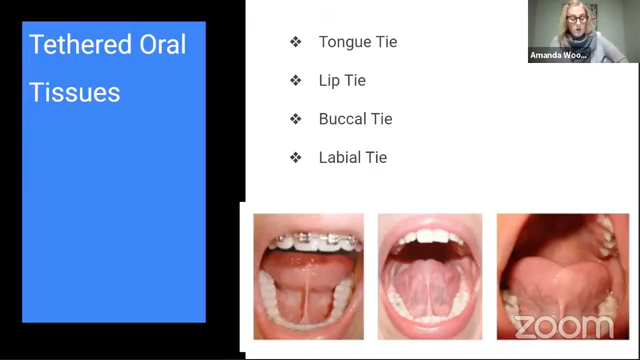 Tethered Oral
Tissues
❖ Tongue Tie
❖ Lip Tie
❖ Buccal Tie
❖ Labial Tie
Amanda Woo...
zoom